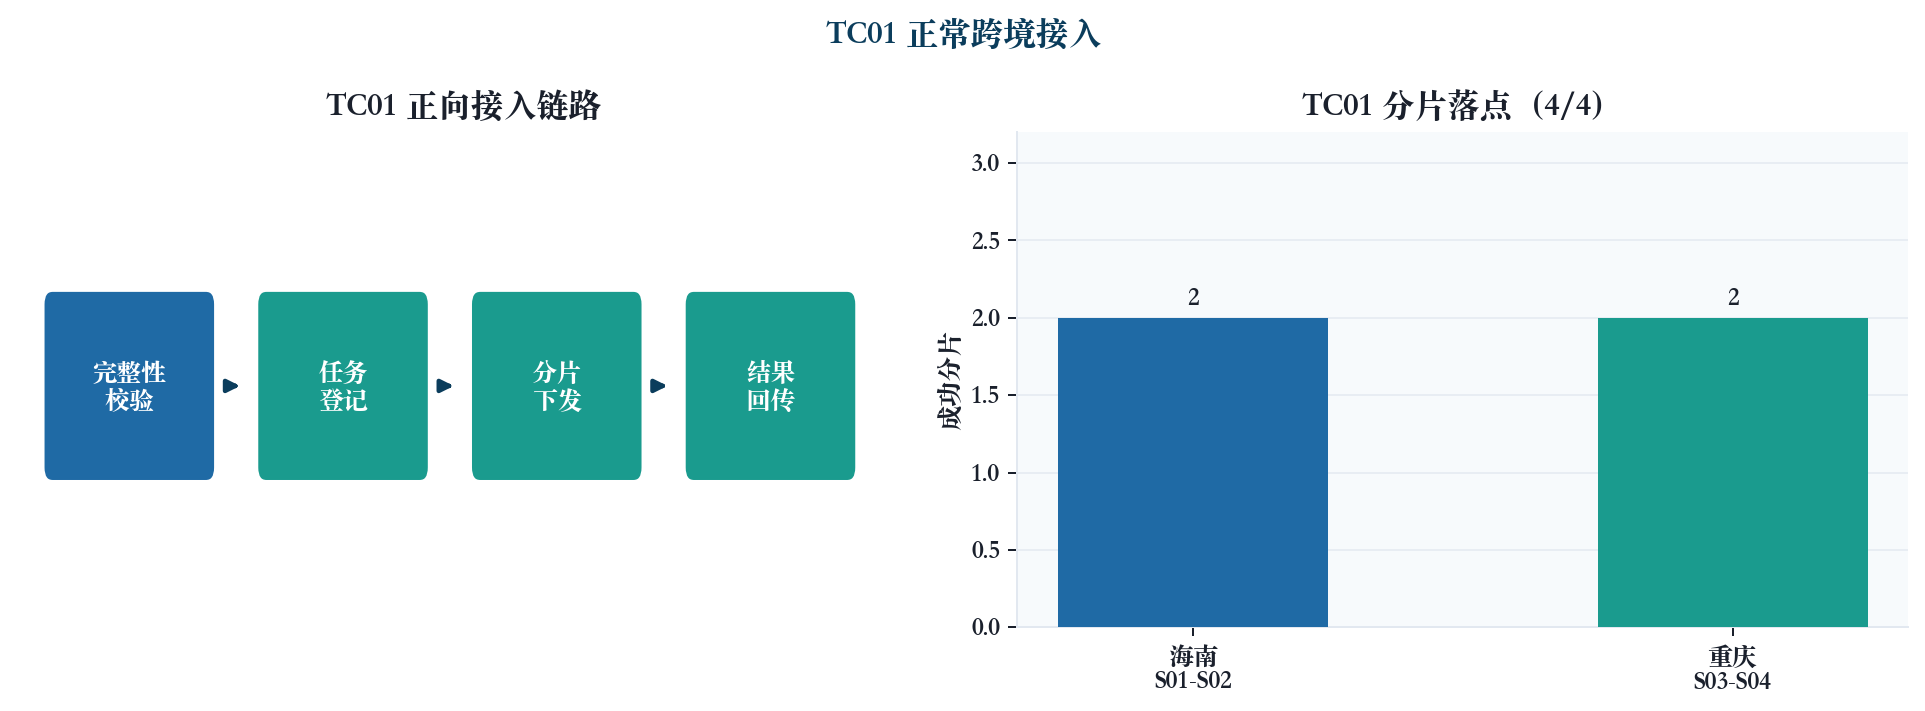 TC01 正常跨境接入
TC01 正向接入链路
完整性
校验
任务
登记
分片
下发
结果
回传
TC01 分片落点（4/4）
成功分片
3.0
2.5
2.0
1.5
1.0
0.5
0.0
2
2
海南
S01-S02
重庆
S03-S04